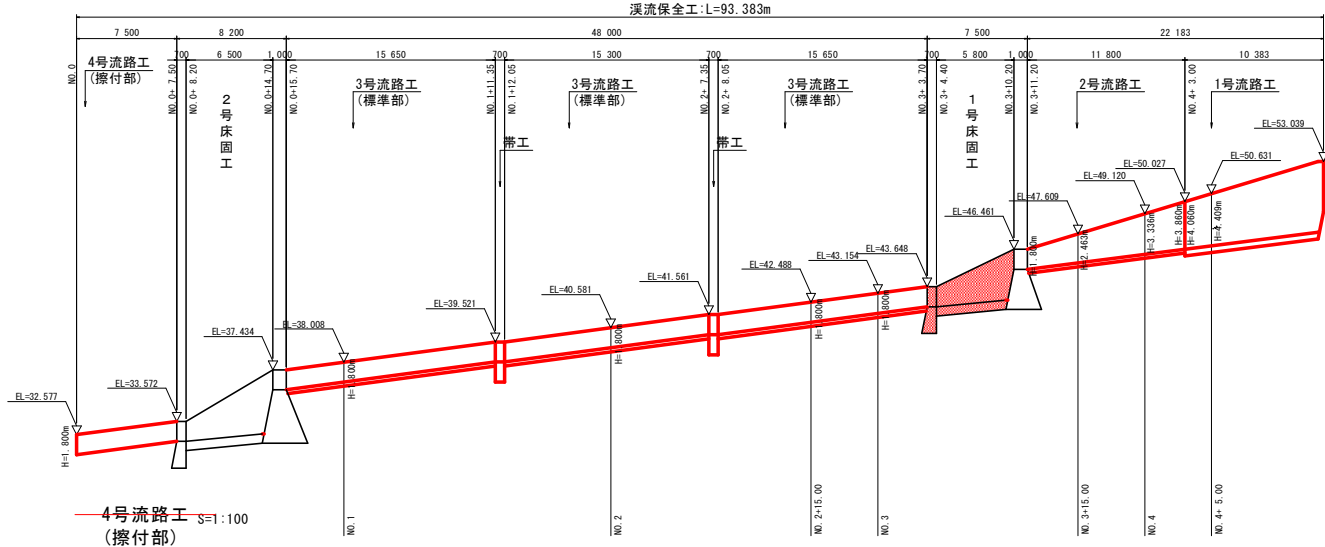 渓流保全工:L=93.383m
7 500
8 200
48 000
7 500
22 183
700
6 500
1,000
15 650
700
15 300
700
15 650
700
5 800
1,000
11 800
10 383
NO.0
4号流路工
(擦付部)
NO.0+ 7.50
NO.0+ 8.20
2号床固工
NO.0+14.70
NO.0+15.70
3号流路工
(標準部)
NO.1+11.35
NO.1+12.05
帯工
3号流路工
(標準部)
NO.2+ 7.35
NO.2+ 8.05
帯工
3号流路工
(標準部)
NO.3+ 3.70
NO.3+ 4.40
1号床固工
NO.3+10.20
NO.3+11.20
2号流路工
NO.4+ 3.00
1号流路工
EL=53.039
EL=50.631
EL=50.027
EL=49.120
EL=47.609
EL=46.461
EL=43.648
EL=43.154
EL=42.488
EL=41.561
EL=40.581
EL=39.521
EL=38.008
EL=37.434
EL=33.572
EL=32.577
H=1.800m
H=1.800m
H=1.800m
H=1.800m
H=1.800m
H=1.800m
H=2.463m
H=3.336m
H=3.860m
H=4.060m
H=4.409m
NO.1
NO.2
NO.2+15.00
NO.3
NO.3+15.00
NO.4
NO.4+ 5.00
4号流路工 S=1:100
(擦付部)